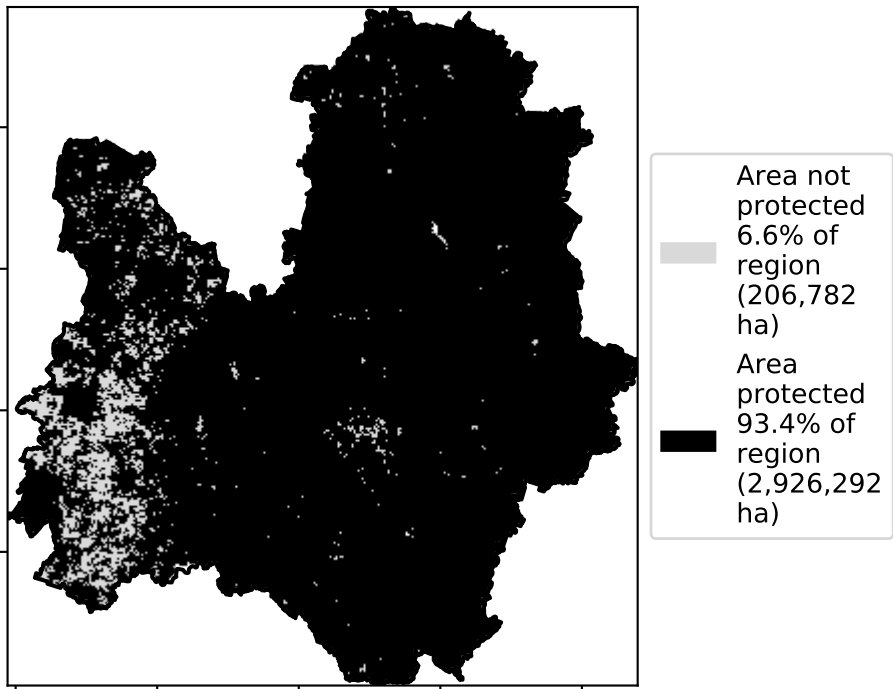 Area not
protected
6.6% of
region
(206,782
ha)
Area
protected
93.4% of
region
(2,926,292
ha)